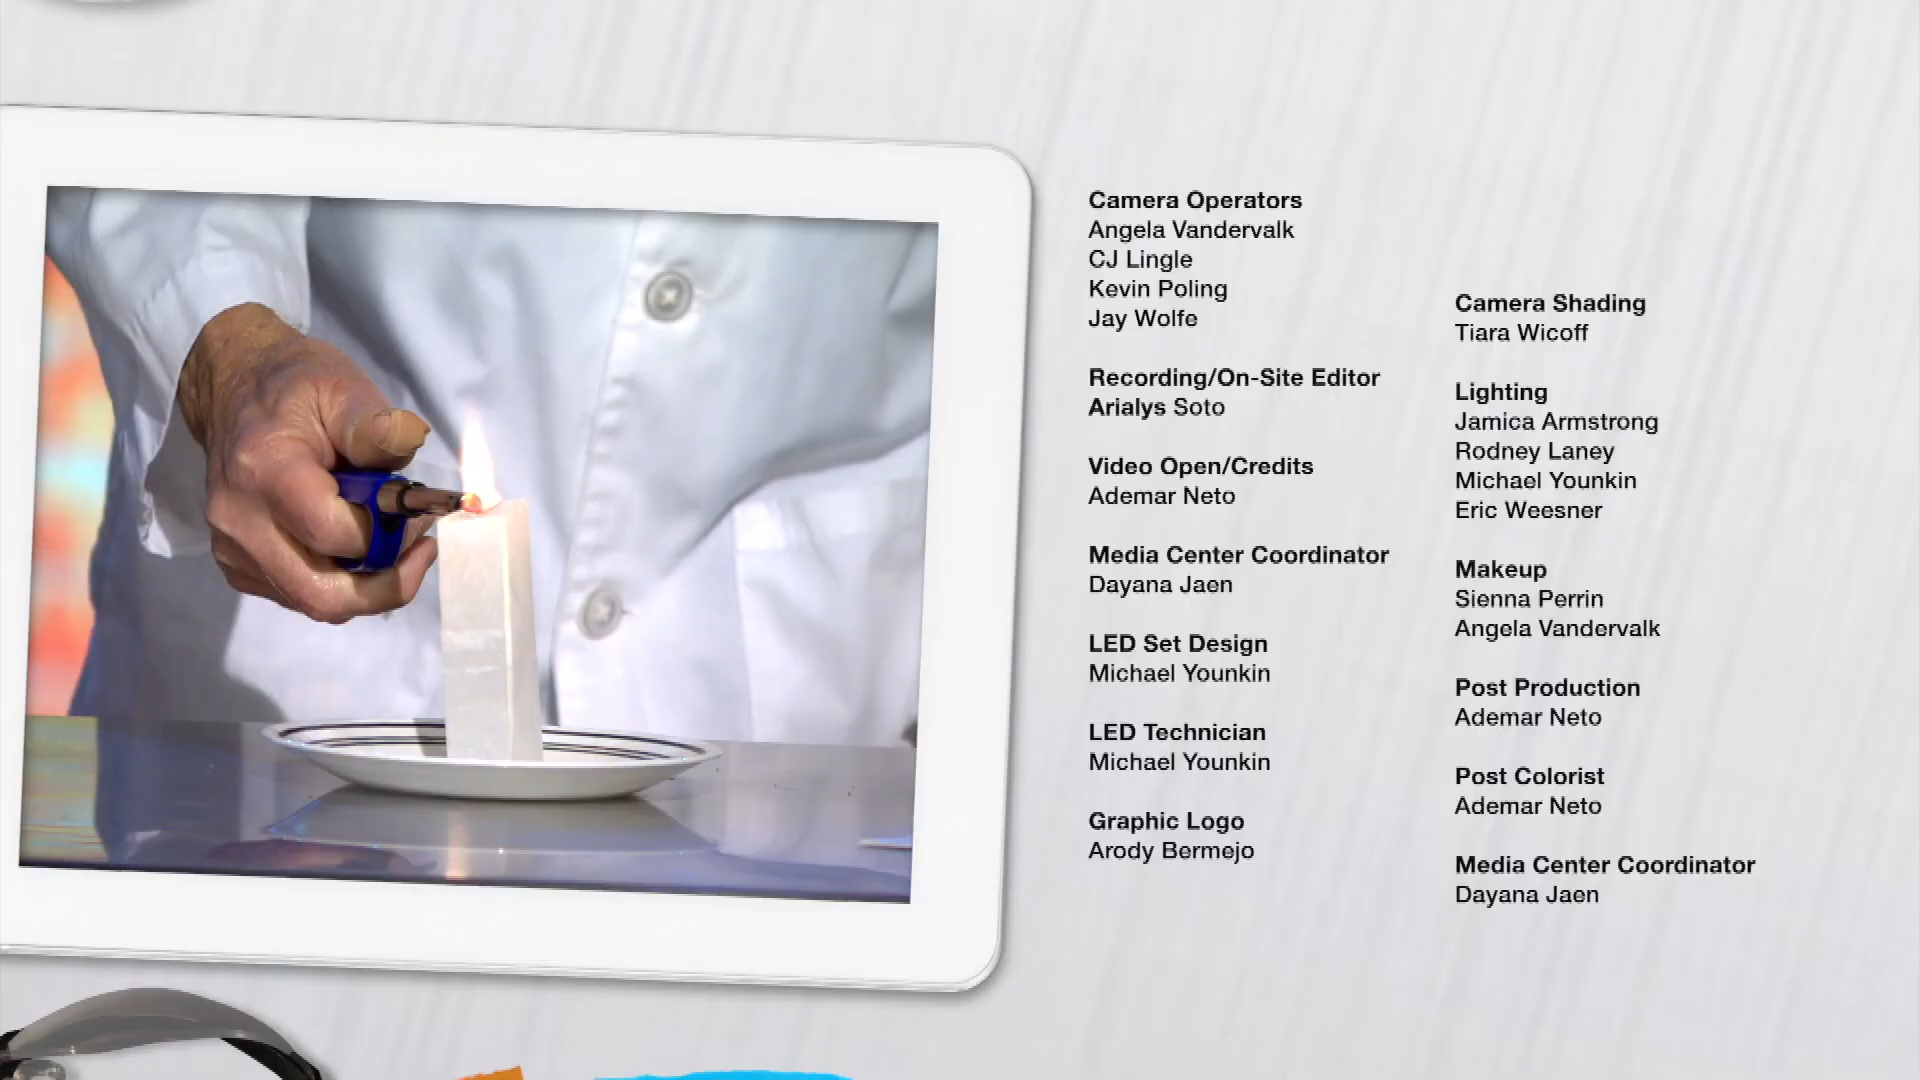 Camera Operators
Angela Vandervalk
CJ Lingle
Kevin Poling
Jay Wolfe
Recording/On-Site Editor
Arialys Soto
Video Open/Credits
Ademar Neto
Media Center Coordinator
Dayana Jaen
LED Set Design
Michael Younkin
LED Technician
Michael Younkin
Graphic Logo
Arody Bermejo
Camera Shading
Tiara Wicoff
Lighting
Jamica Armstrong
Rodney Laney
Michael Younkin
Eric Weesner
Makeup
Sienna Perrin
Angela Vandervalk
Post Production
Ademar Neto
Post Colorist
Ademar Neto
Media Center Coordinator
Dayana Jaen